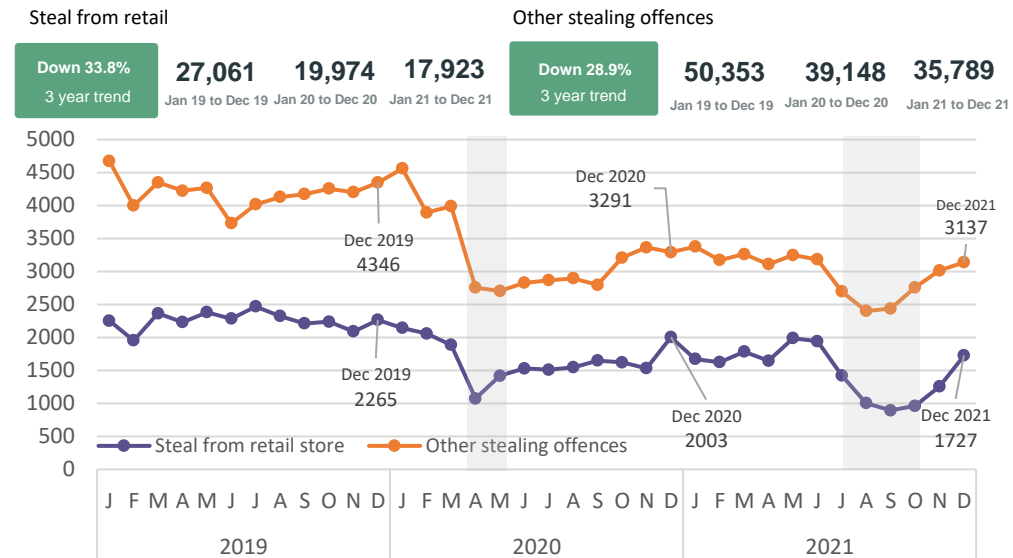 Steal from retail
Other stealing offences
Down 33.8%
3 year trend
27,061
Jan 19 to Dec 19
19,974
Jan 20 to Dec 20
17,923
Jan 21 to Dec 21
Down 28.9%
3 year trend
50,353
Jan 19 to Dec 19
39,148
Jan 20 to Dec 20
35,789
Jan 21 to Dec 21
5000
4500
4000
3500
3000
2500
2000
1500
1000
500
0
Dec 2019
4346
Dec 2020
3291
Dec 2021
3137
Dec 2019
2265
Dec 2020
2003
Dec 2021
1727
Steal from retail store
Other stealing offences
J F M A M J J A S O N D J F M A M J J A S O N D J F M A M J J A S O N D
2019 2020 2021